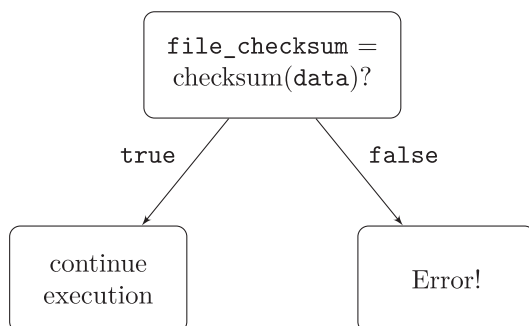 file_checksum =
checksum(data)?
true
false
continue
execution
Error!